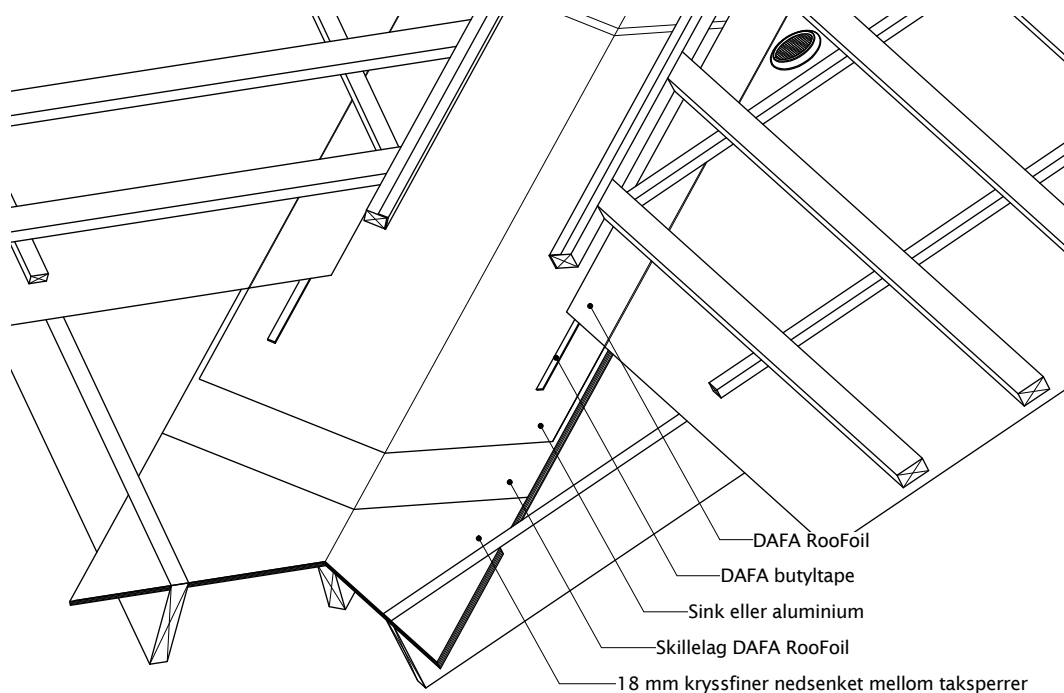 DAFA RooFoil
DAFA butyltape
Sink eller aluminium
Skillelag DAFA RooFoil
18 mm kryssfiner nedsenket mellom taksperrer